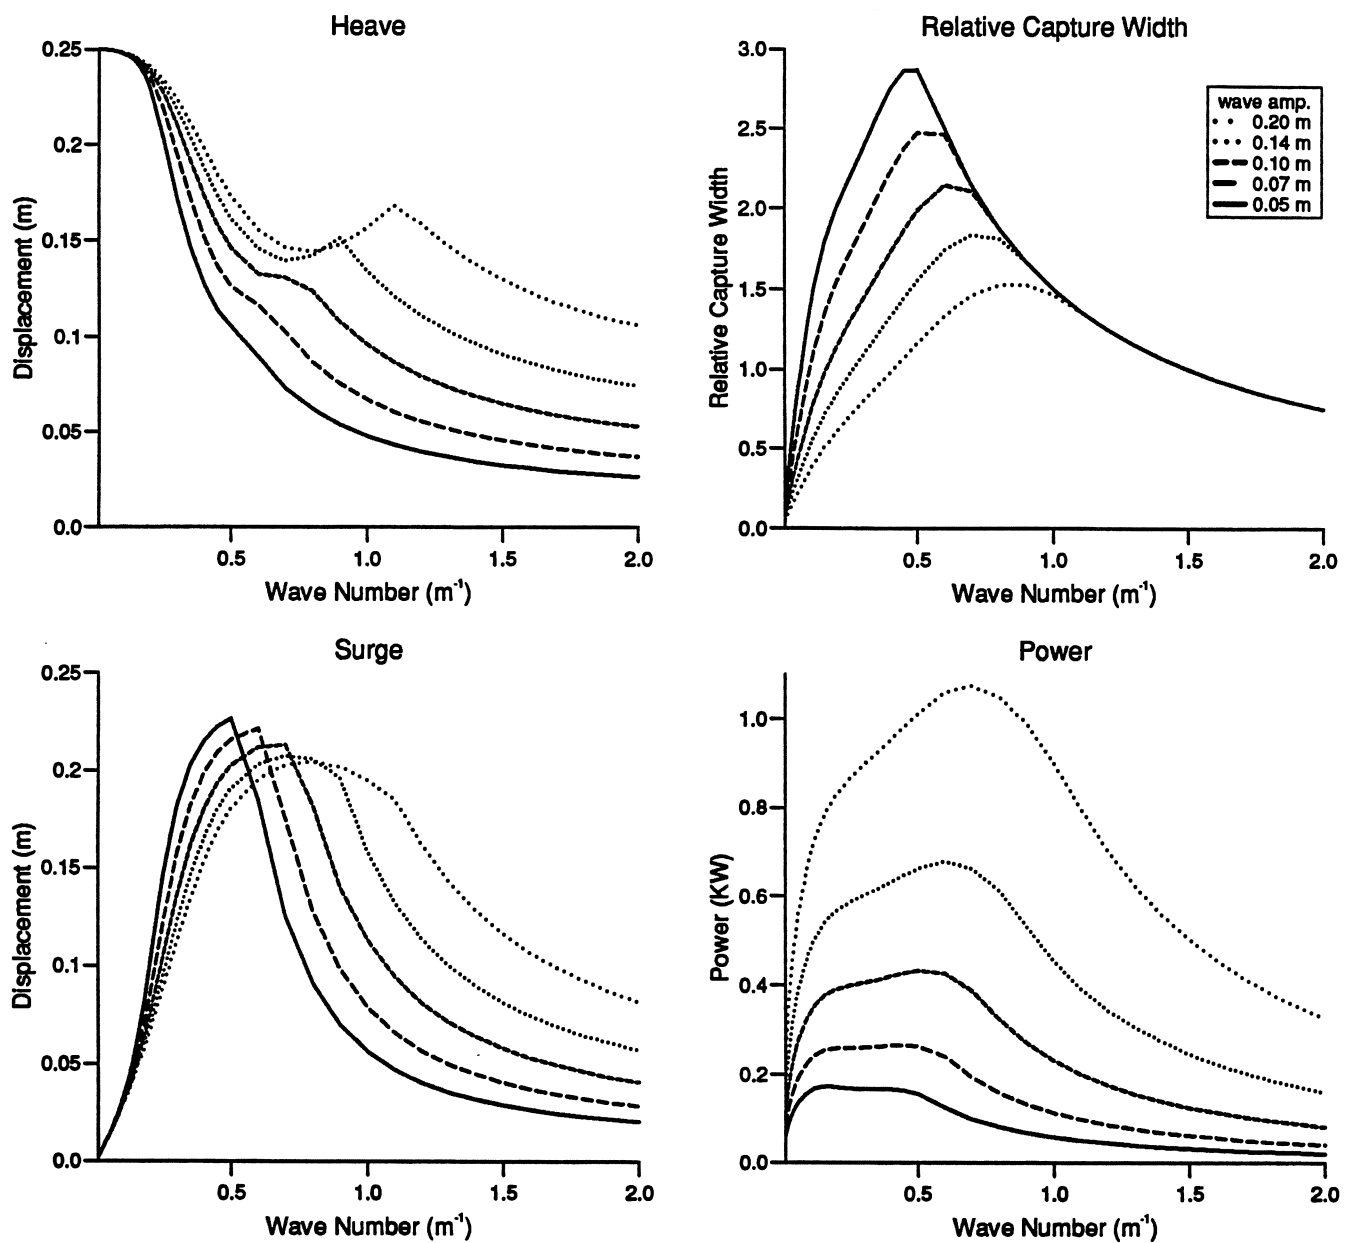 Heave
0.25
0.2
0.15
0.1
0.05
0.0
Displacement (m)
0.5 1.0 1.5 2.0
Wave Number (m⁻¹)
Relative Capture Width
3.0
2.5
2.0
1.5
1.0
0.5
0.0
Relative Capture Width
wave amp.
0.20 m
0.14 m
0.10 m
0.07 m
0.05 m
0.5 1.0 1.5 2.0
Wave Number (m⁻¹)
Surge
0.25
0.2
0.15
0.1
0.05
0.0
Displacement (m)
0.5 1.0 1.5 2.0
Wave Number (m⁻¹)
Power
1.0
0.8
0.6
0.4
0.2
0.0
Power (KW)
0.5 1.0 1.5 2.0
Wave Number (m⁻¹)